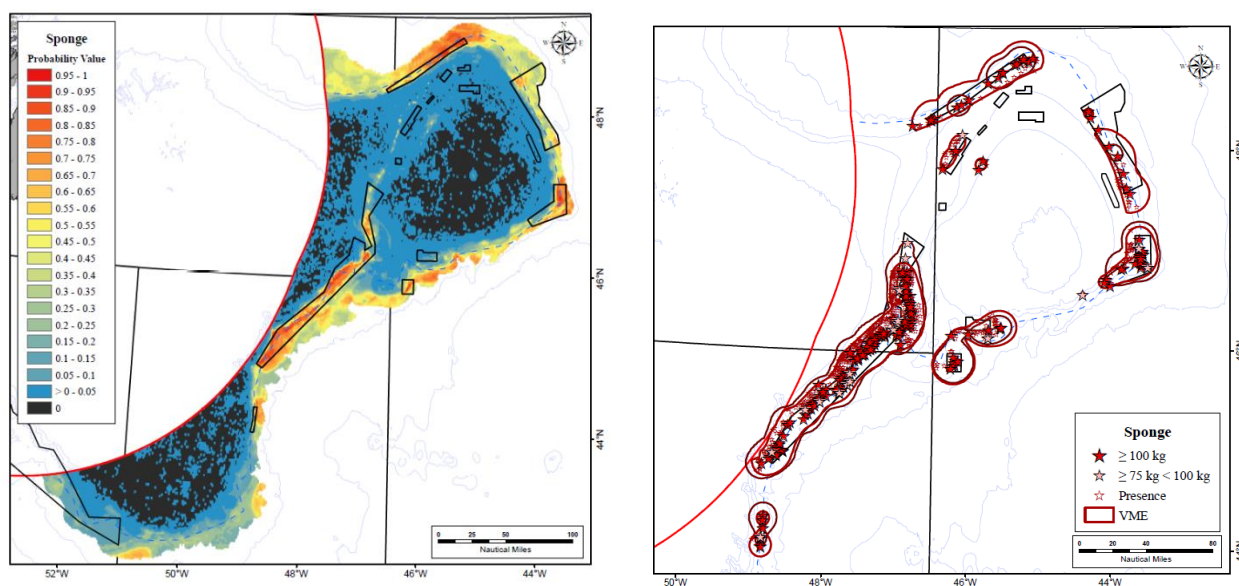 Sponge
Probability Value
0.95 - 1
0.9 - 0.95
0.85 - 0.9
0.8 - 0.85
0.75 - 0.8
0.7 - 0.75
0.65 - 0.7
0.6 - 0.65
0.55 - 0.6
0.5 - 0.55
0.45 - 0.5
0.4 - 0.45
0.35 - 0.4
0.3 - 0.35
0.25 - 0.3
0.2 - 0.25
0.15 - 0.2
0.1 - 0.15
0.05 - 0.1
> 0 - 0.05
0
N
W E
S
48°N
46°N
44°N
0 25 50 100
Nautical Miles
52°W 50°W 48°W 46°W 44°W
N
W E
S
48°N
46°N
44°N
Sponge
≥ 100 kg
≥ 75 kg < 100 kg
Presence
VME
0 20 40 80
Nautical Miles
50°W 48°W 46°W 44°W